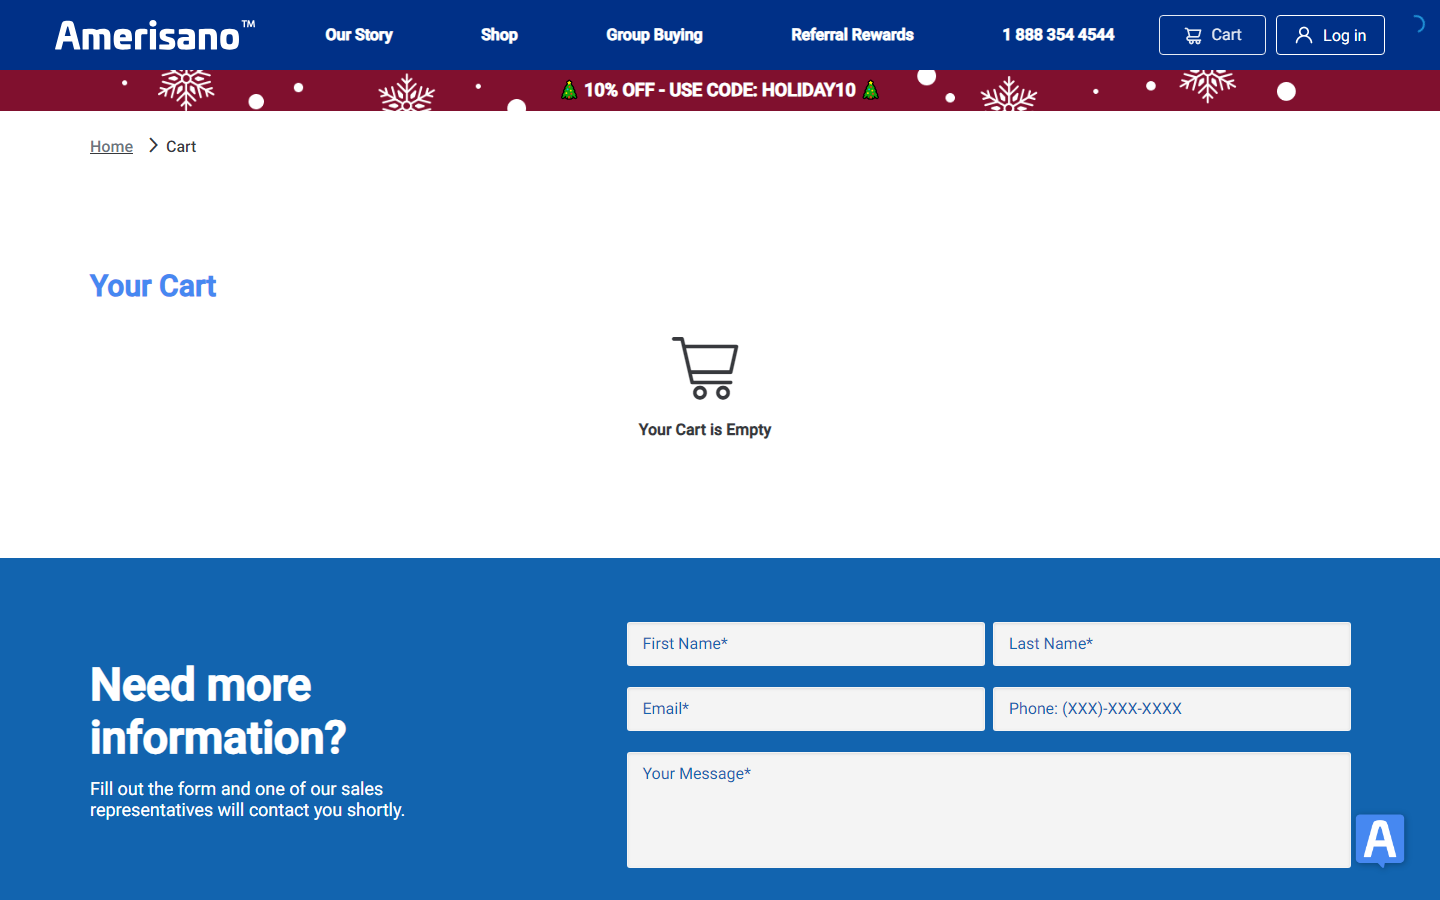 Amerisano™
Our Story
Shop
Group Buying
Referral Rewards
1 888 354 4544
Cart
Log in
10% OFF - USE CODE: HOLIDAY10
Home
Cart
Your Cart
Your Cart is Empty
Need more
information?
Fill out the form and one of our sales
representatives will contact you shortly.
First Name*
Last Name*
Email*
Phone: (XXX)-XXX-XXXX
Your Message*
A